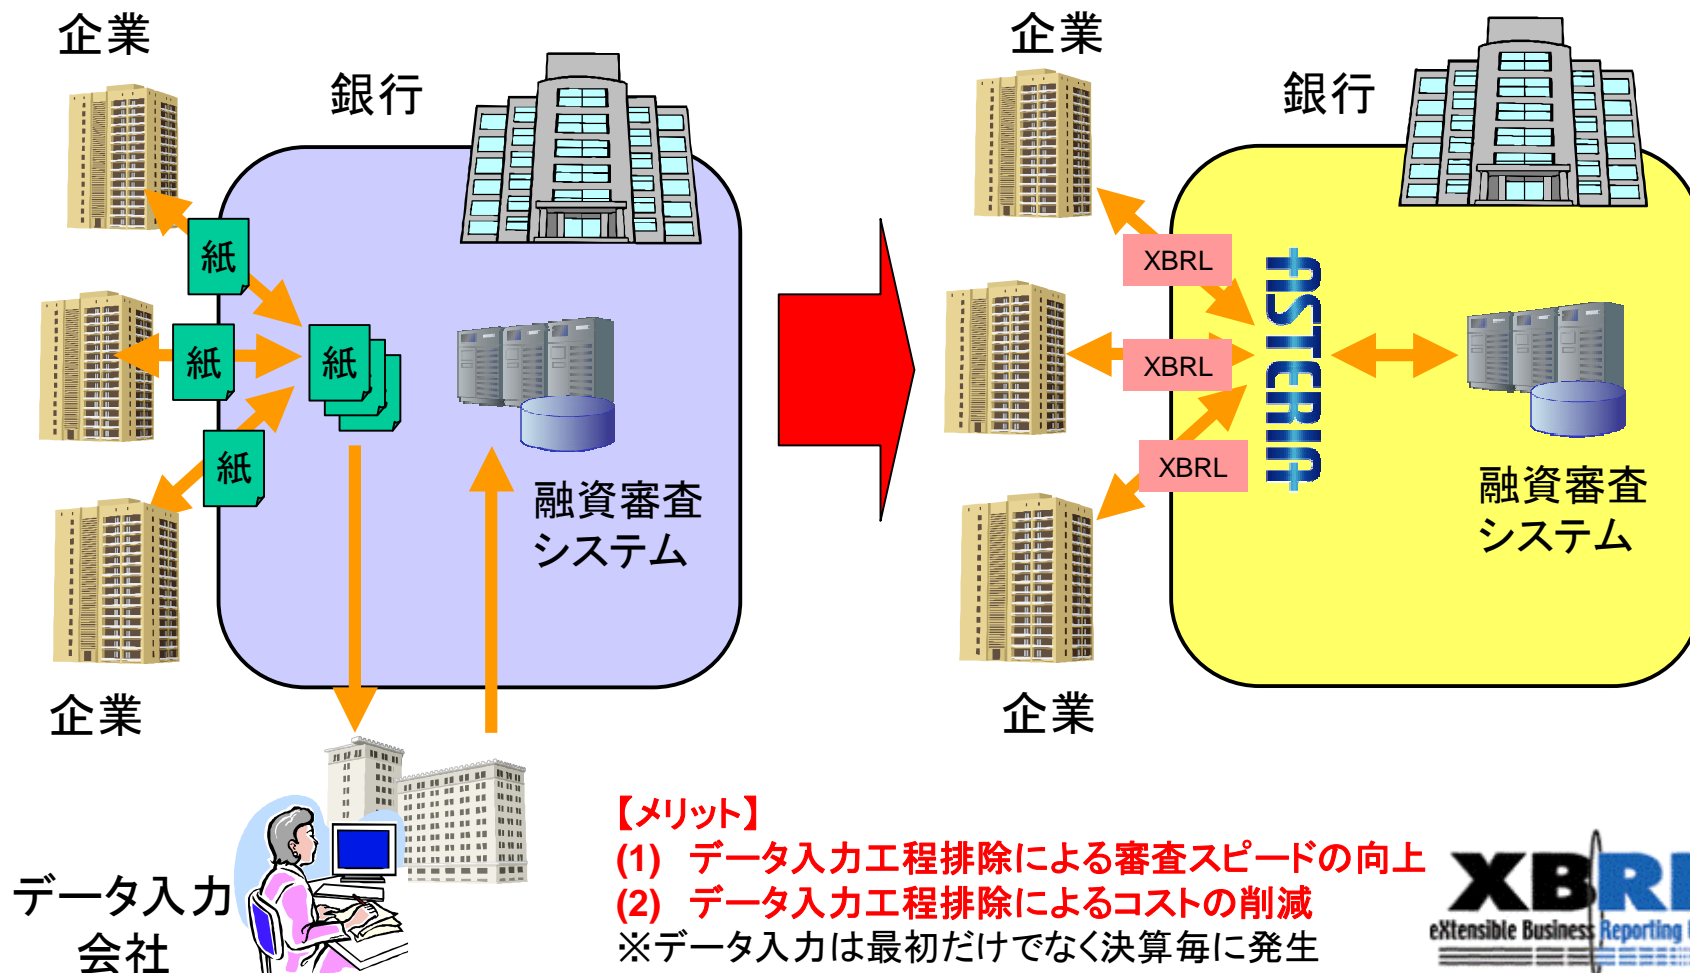 企業
銀行
紙
紙
紙
紙
融資審査
システム
企業
データ入力
会社
企業
銀行
XBRL
XBRL
XBRL
ASTERIA
融資審査
システム
企業
【メリット】
(1) データ入力工程排除による審査スピードの向上
(2) データ入力工程排除によるコストの削減
※データ入力は最初だけでなく決算毎に発生
XBR
eXtensible Business Reporting